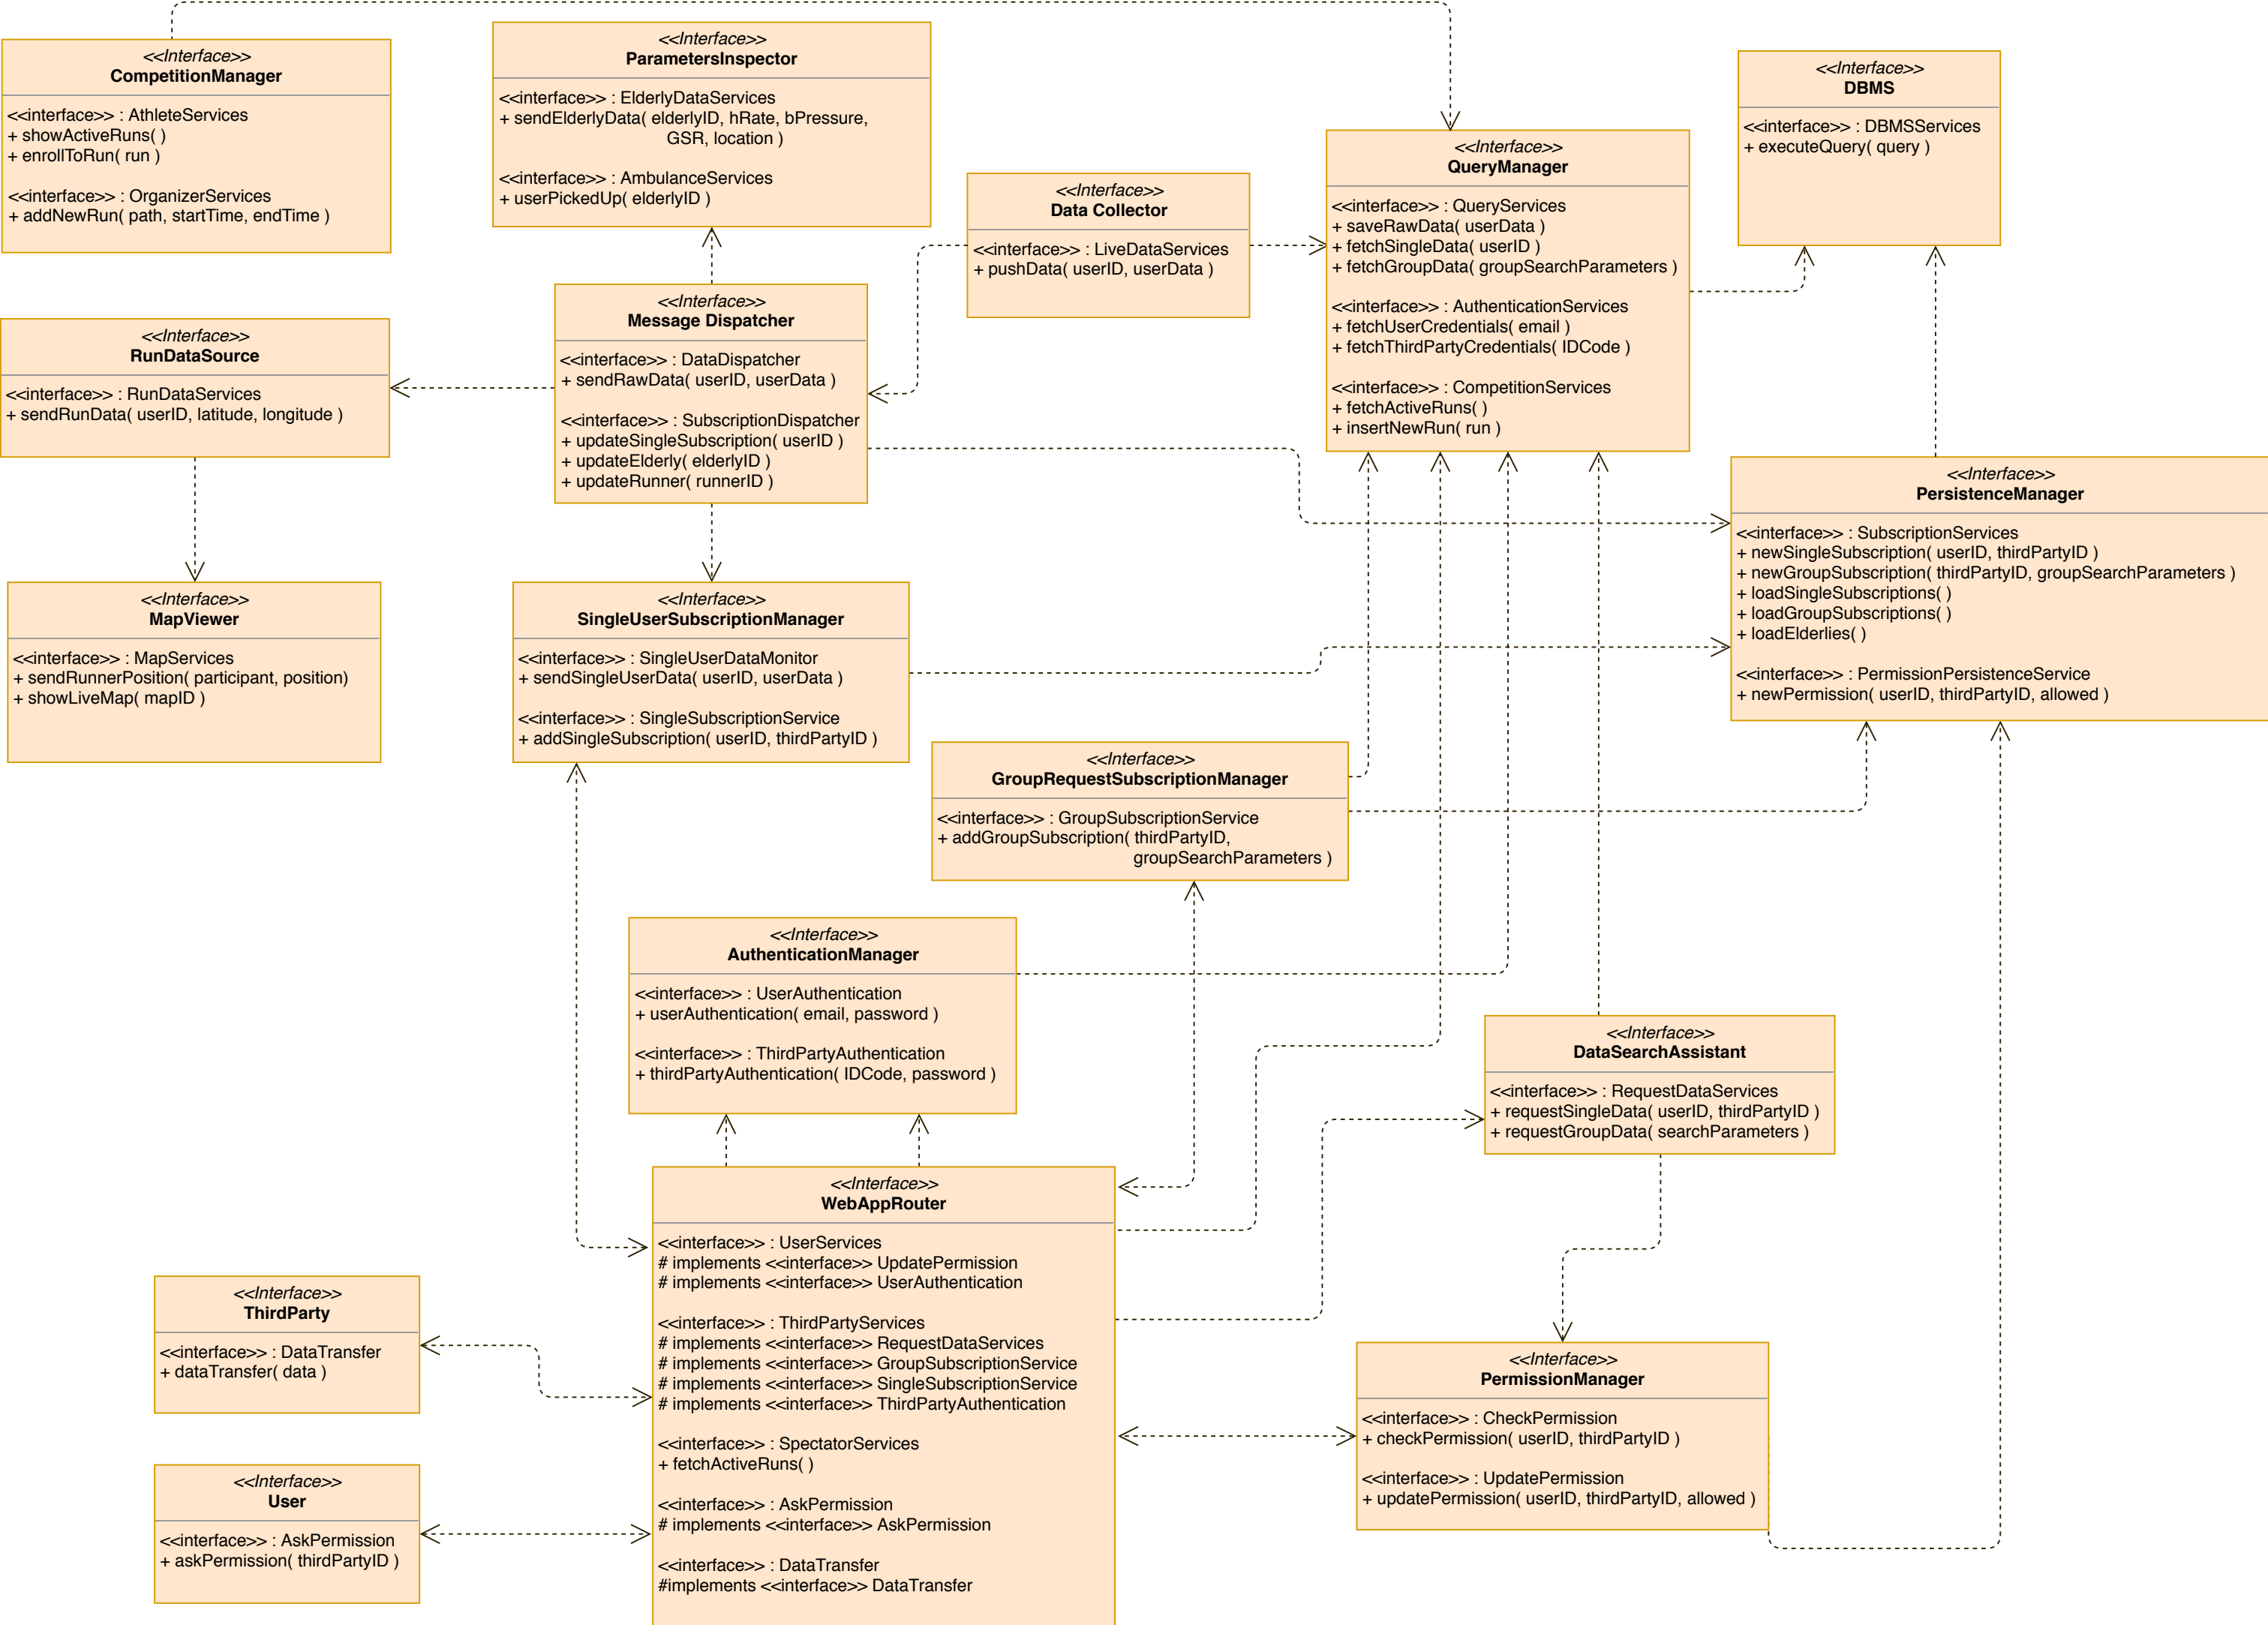 <<Interface>>
CompetitionManager
<<interface>> : AthleteServices
+ showActiveRuns( )
+ enrollToRun( run )
<<interface>> : OrganizerServices
+ addNewRun( path, startTime, endTime )
<<Interface>>
ParametersInspector
<<interface>> : ElderlyDataServices
+ sendElderlyData( elderlyID, hRate, bPressure,
GSR, location )
<<interface>> : AmbulanceServices
+ userPickedUp( elderlyID )
<<Interface>>
Data Collector
<<interface>> : LiveDataServices
+ pushData( userID, userData )
<<Interface>>
QueryManager
<<interface>> : QueryServices
+ saveRawData( userData )
+ fetchSingleData( userID )
+ fetchGroupData( groupSearchParameters )
<<interface>> : AuthenticationServices
+ fetchUserCredentials( email )
+ fetchThirdPartyCredentials( IDCode )
<<interface>> : CompetitionServices
+ fetchActiveRuns( )
+ insertNewRun( run )
<<Interface>>
DBMS
<<interface>> : DBMSServices
+ executeQuery( query )
<<Interface>>
RunDataSource
<<interface>> : RunDataServices
+ sendRunData( userID, latitude, longitude )
<<Interface>>
Message Dispatcher
<<interface>> : DataDispatcher
+ sendRawData( userID, userData )
<<interface>> : SubscriptionDispatcher
+ updateSingleSubscription( userID )
+ updateElderly( elderlyID )
+ updateRunner( runnerID )
<<Interface>>
PersistenceManager
<<interface>> : SubscriptionServices
+ newSingleSubscription( userID, thirdPartyID )
+ newGroupSubscription( thirdPartyID, groupSearchParameters )
+ loadSingleSubscriptions( )
+ loadGroupSubscriptions( )
+ loadElderlies( )
<<interface>> : PermissionPersistenceService
+ newPermission( userID, thirdPartyID, allowed )
<<Interface>>
MapViewer
<<interface>> : MapServices
+ sendRunnerPosition( participant, position)
+ showLiveMap( mapID )
<<Interface>>
SingleUserSubscriptionManager
<<interface>> : SingleUserDataMonitor
+ sendSingleUserData( userID, userData )
<<interface>> : SingleSubscriptionService
+ addSingleSubscription( userID, thirdPartyID )
<<Interface>>
GroupRequestSubscriptionManager
<<interface>> : GroupSubscriptionService
+ addGroupSubscription( thirdPartyID,
groupSearchParameters )
<<Interface>>
AuthenticationManager
<<interface>> : UserAuthentication
+ userAuthentication( email, password )
<<interface>> : ThirdPartyAuthentication
+ thirdPartyAuthentication( IDCode, password )
<<Interface>>
DataSearchAssistant
<<interface>> : RequestDataServices
+ requestSingleData( userID, thirdPartyID )
+ requestGroupData( searchParameters )
<<Interface>>
WebAppRouter
<<interface>> : UserServices
# implements <<interface>> UpdatePermission
# implements <<interface>> UserAuthentication
<<interface>> : ThirdPartyServices
# implements <<interface>> RequestDataServices
# implements <<interface>> GroupSubscriptionService
# implements <<interface>> SingleSubscriptionService
# implements <<interface>> ThirdPartyAuthentication
<<interface>> : SpectatorServices
+ fetchActiveRuns( )
<<interface>> : AskPermission
# implements <<interface>> AskPermission
<<interface>> : DataTransfer
#implements <<interface>> DataTransfer
<<Interface>>
ThirdParty
<<interface>> : DataTransfer
+ dataTransfer( data )
<<Interface>>
User
<<interface>> : AskPermission
+ askPermission( thirdPartyID )
<<Interface>>
PermissionManager
<<interface>> : CheckPermission
+ checkPermission( userID, thirdPartyID )
<<interface>> : UpdatePermission
+ updatePermission( userID, thirdPartyID, allowed )